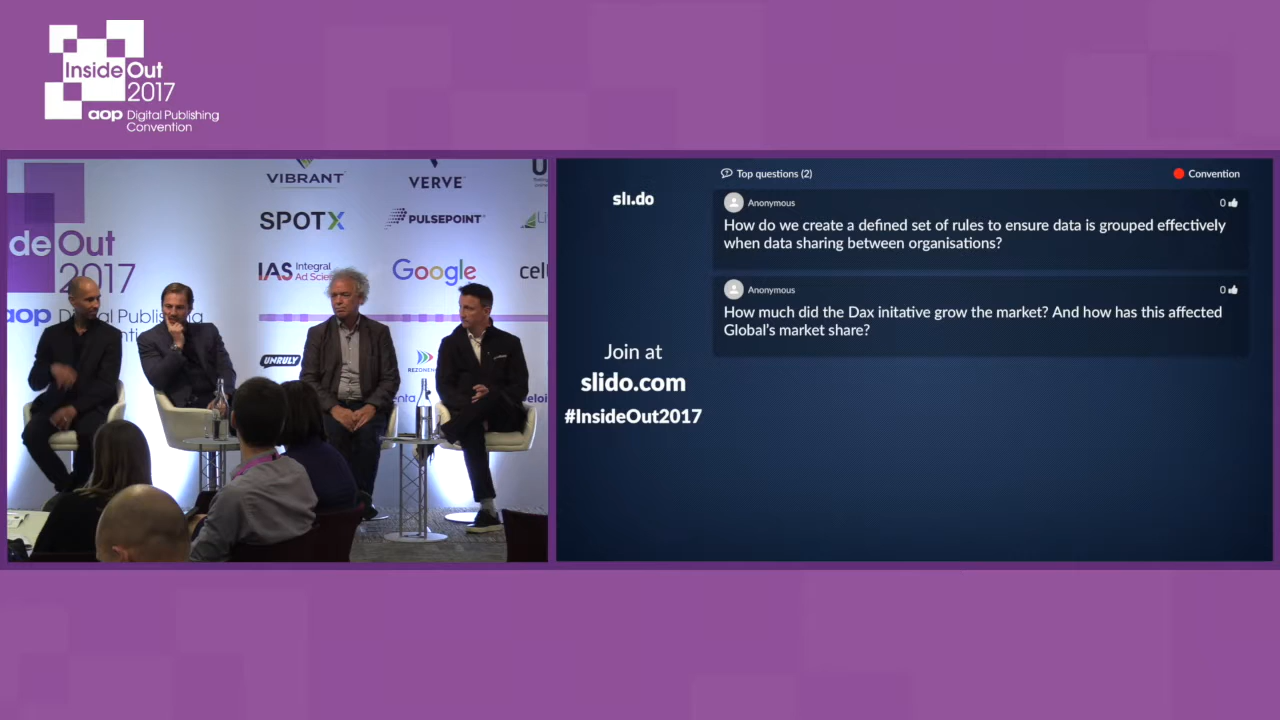 InsideOut
2017
aop Digital Publishing
Convention
VIBRANT
VERVE
SPOTX
PULSEPOINT
IAS Integral
Google
deOut
2017
aop
UNRULY
sli.do
Join at
slido.com
#InsideOut2017
Top questions (2)
Convention
Anonymous
0
How do we create a defined set of rules to ensure data is grouped effectively
when data sharing between organisations?
Anonymous
0
How much did the Dax initative grow the market? And how has this affected
Global's market share?